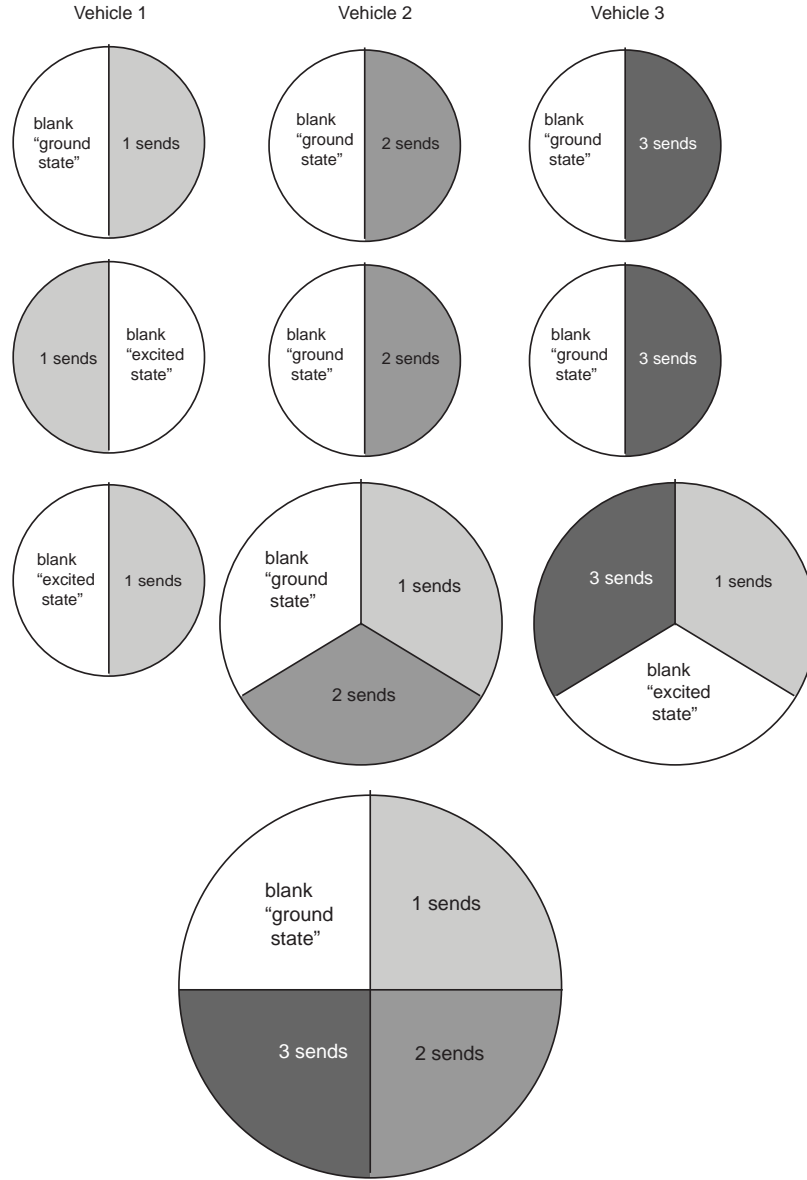 Vehicle 1
Vehicle 2
Vehicle 3
blank
“ground
state”
1 sends
blank
“ground
state”
2 sends
blank
“ground
state”
3 sends
1 sends
blank
“excited
state”
blank
“ground
state”
2 sends
blank
“ground
state”
3 sends
blank
“excited
state”
1 sends
blank
“ground
state”
1 sends
2 sends
3 sends
1 sends
blank
“excited
state”
blank
“ground
state”
1 sends
3 sends
2 sends